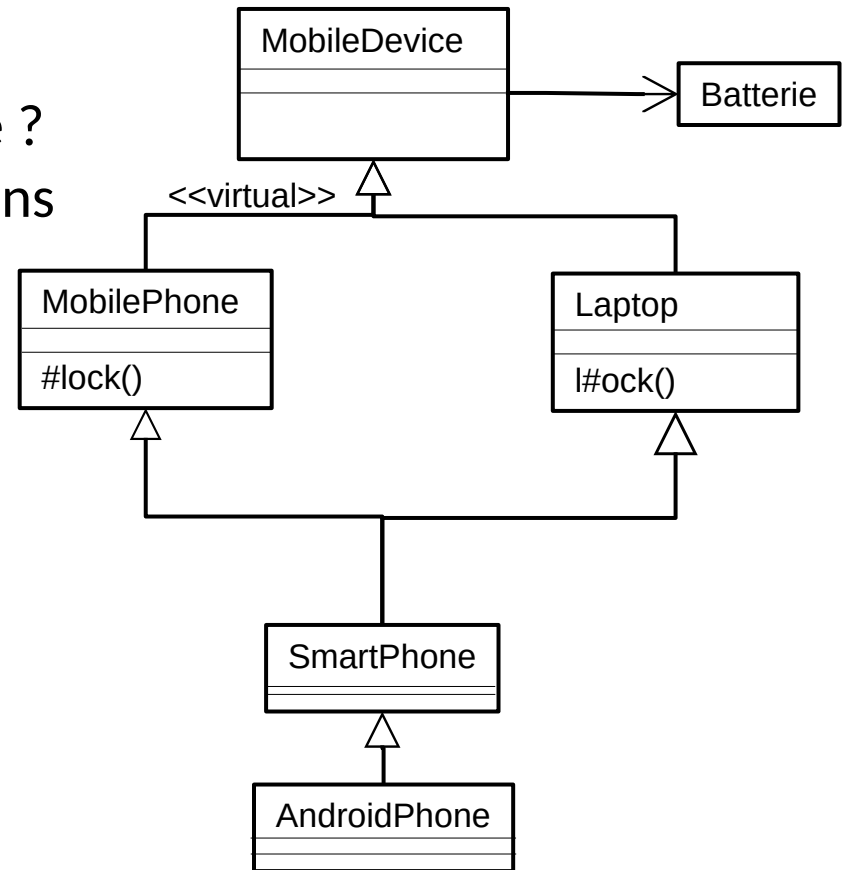 MobileDevice
Batterie
e ?
ns
<<virtual>>
MobilePhone
#lock()
Laptop
l#ock()
SmartPhone
AndroidPhone